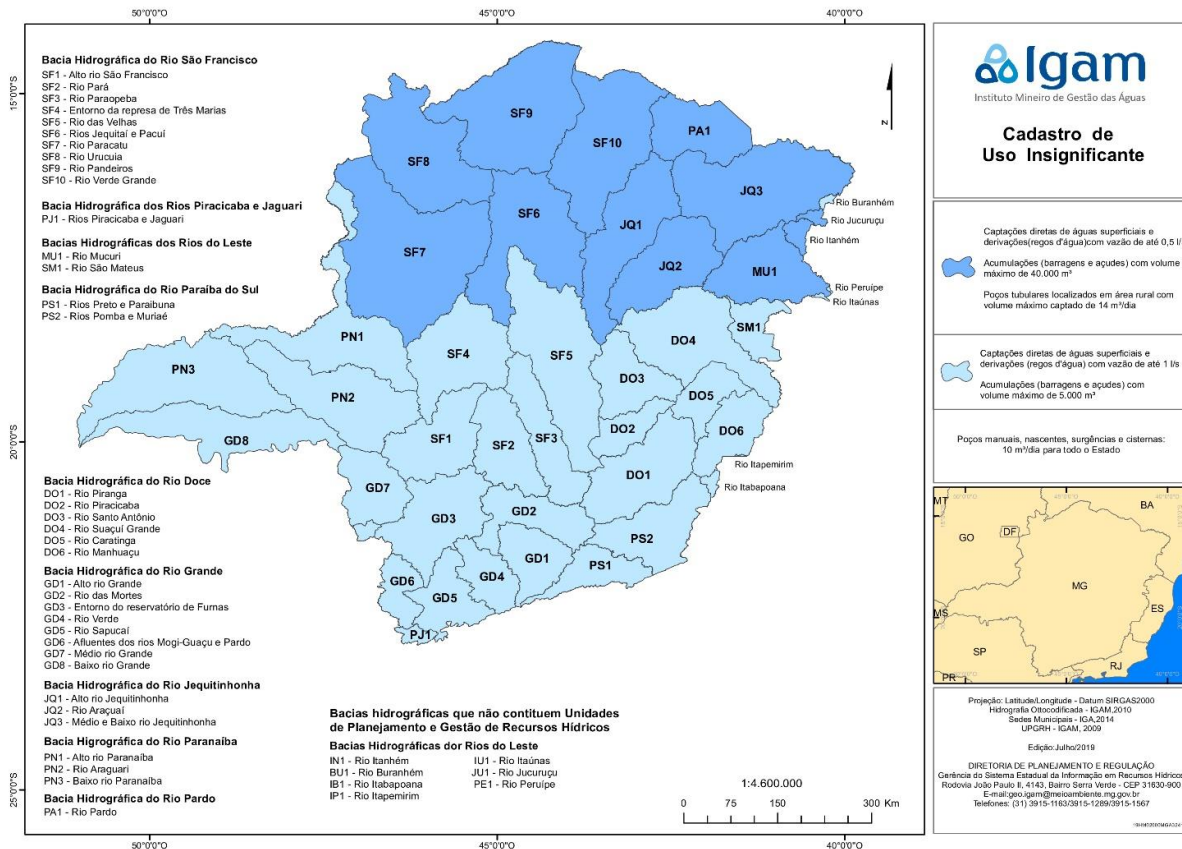 50°0'0"O 45°0'0"O 40°0'0"O
15°0'0"S
20°0'0"S
25°0'0"S
Bacia Hidrográfica do Rio São Francisco
SF1 - Alto rio São Francisco
SF2 - Rio Pará
SF3 - Rio Paraopeba
SF4 - Entorno da represa de Três Marias
SF5 - Rio das Velhas
SF6 - Rios Jequitaí e Pacuí
SF7 - Rio Paracatu
SF8 - Rio Urucuia
SF9 - Rio Pandeiros
SF10 - Rio Verde Grande
Bacia Hidrográfica dos Rios Piracicaba e Jaguari
PJ1 - Rios Piracicaba e Jaguari
Bacias Hidrográficas dos Rios do Leste
MU1 - Rio Mucuri
SM1 - Rio São Mateus
Bacia Hidrográfica do Rio Paraíba do Sul
PS1 - Rios Preto e Paraibuna
PS2 - Rios Pomba e Muriaé
Bacia Hidrográfica do Rio Doce
DO1 - Rio Piranga
DO2 - Rio Piracicaba
DO3 - Rio Santo Antônio
DO4 - Rio Suaçuí Grande
DO5 - Rio Caratinga
DO6 - Rio Manhuaçu
Bacia Hidrográfica do Rio Grande
GD1 - Alto rio Grande
GD2 - Rio das Mortes
GD3 - Entorno do reservatório de Furnas
GD4 - Rio Verde
GD5 - Rio Sapucaí
GD6 - Afluentes dos rios Mogi-Guaçu e Pardo
GD7 - Médio rio Grande
GD8 - Baixo rio Grande
Bacia Hidrográfica do Rio Jequitinhonha
JQ1 - Alto rio Jequitinhonha
JQ2 - Rio Araçuaí
JQ3 - Médio e Baixo rio Jequitinhonha
Bacia Higrográfica do Rio Paranaíba
PN1 - Alto rio Paranaíba
PN2 - Rio Araguari
PN3 - Baixo rio Paranaíba
Bacia Hidrográfica do Rio Pardo
PA1 - Rio Pardo
SF9
SF10
PA1
SF8
JQ3
Rio Buranhém
Rio Jucuruçu
SF6
JQ1
Rio Itanhém
SF7
JQ2
MU1
Rio Peruípe
Rio Itaúnas
SM1
PN1
SF4
SF5
DO4
PN3
DO3
PN2
DO5
SF1
SF2
SF3
DO2
DO6
GD8
Rio Itapemirim
DO1
GD7
Rio Itabapoana
GD3
GD2
PS2
GD1
PS1
GD6
GD4
GD5
PJ1
N
Bacias hidrográficas que não contituem Unidades
de Planejamento e Gestão de Recursos Hídricos
Bacias Hidrográficas dor Rios do Leste
IN1 - Rio Itanhém IU1 - Rio Itaúnas
BU1 - Rio Buranhém JU1 - Rio Jucuruçu
IB1 - Rio Itabapoana PE1 - Rio Peruípe
IP1 - Rio Itapemirim
1:4.600.000
0 75 150 225 300 Km
50°0'0"O 45°0'0"O 40°0'0"O
Igam
Instituto Mineiro de Gestão das Águas
Cadastro de
Uso Insignificante
Captações diretas de águas superficiais e
derivações(regos d'água)com vazão de até 0,5 l/
Acumulações (barragens e açudes) com volume
máximo de 40.000 m³
Poços tubulares localizados em área rural com
volume máximo captado de 14 m³/dia
Captações diretas de águas superficiais e
derivações (regos d'água) com vazão de até 1 l/s
Acumulações (barragens e açudes) com
volume máximo de 5.000 m³
Poços manuais, nascentes, surgências e cisternas:
10 m³/dia para todo o Estado
MT
BA
GO
DF
MG
MS
ES
SP
RJ
PR
Projeção: Latitude/Longitude - Datum SIRGAS2000
Hidrografia Ottocodificada - IGAM,2010
Sedes Municipais - IGA,2014
UPGRH - IGAM, 2009
Edição:Julho/2019
DIRETORIA DE PLANEJAMENTO E REGULAÇÃO
Gerência do Sistema Estadual da Informação em Recursos Hídricos
Rodovia João Paulo II, 4143, Bairro Serra Verde - CEP 31630-900
E-mail:geo.igam@meioambiente.mg.gov.br
Telefones: (31) 3915-1163/3915-1289/3915-1567